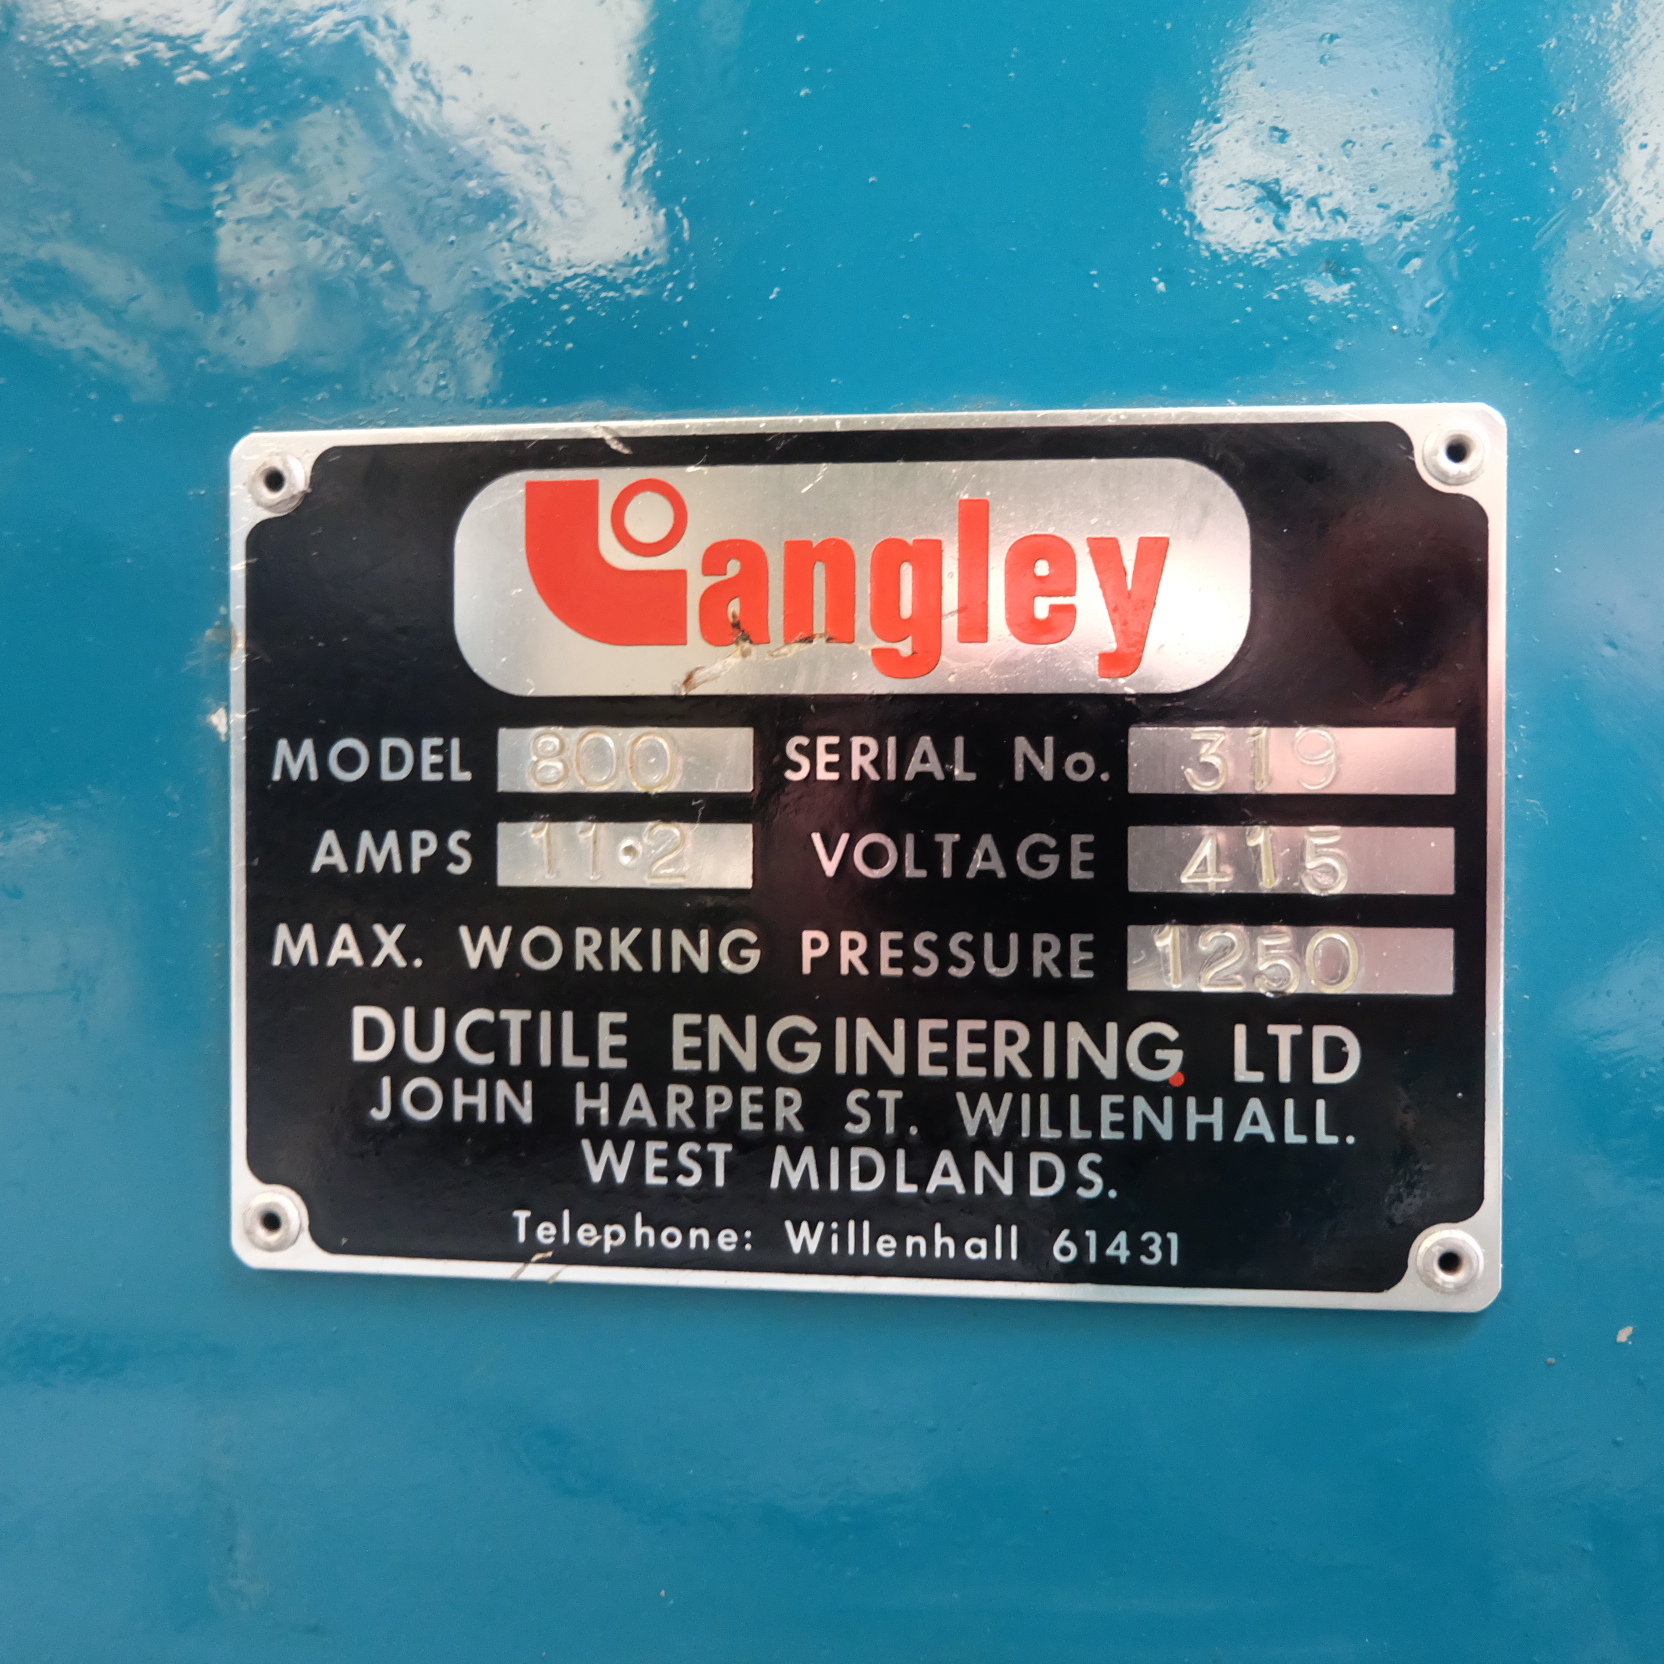 Langley
MODEL 800 SERIAL No. 319
AMPS 11·2 VOLTAGE 415
MAX. WORKING PRESSURE 1250
DUCTILE ENGINEERING LTD
JOHN HARPER ST. WILLENHALL.
WEST MIDLANDS.
Telephone: Willenhall 61431